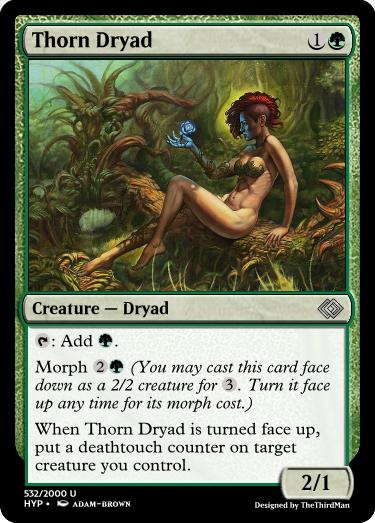 Thorn Dryad 1
Creature — Dryad
: Add .
Morph 2 (You may cast this card face
down as a 2/2 creature for 3. Turn it face
up any time for its morph cost.)
When Thorn Dryad is turned face up,
put a deathtouch counter on target
creature you control.
2/1
532/2000 U
HYP • ADAM-BROWN
Designed by TheThirdMan